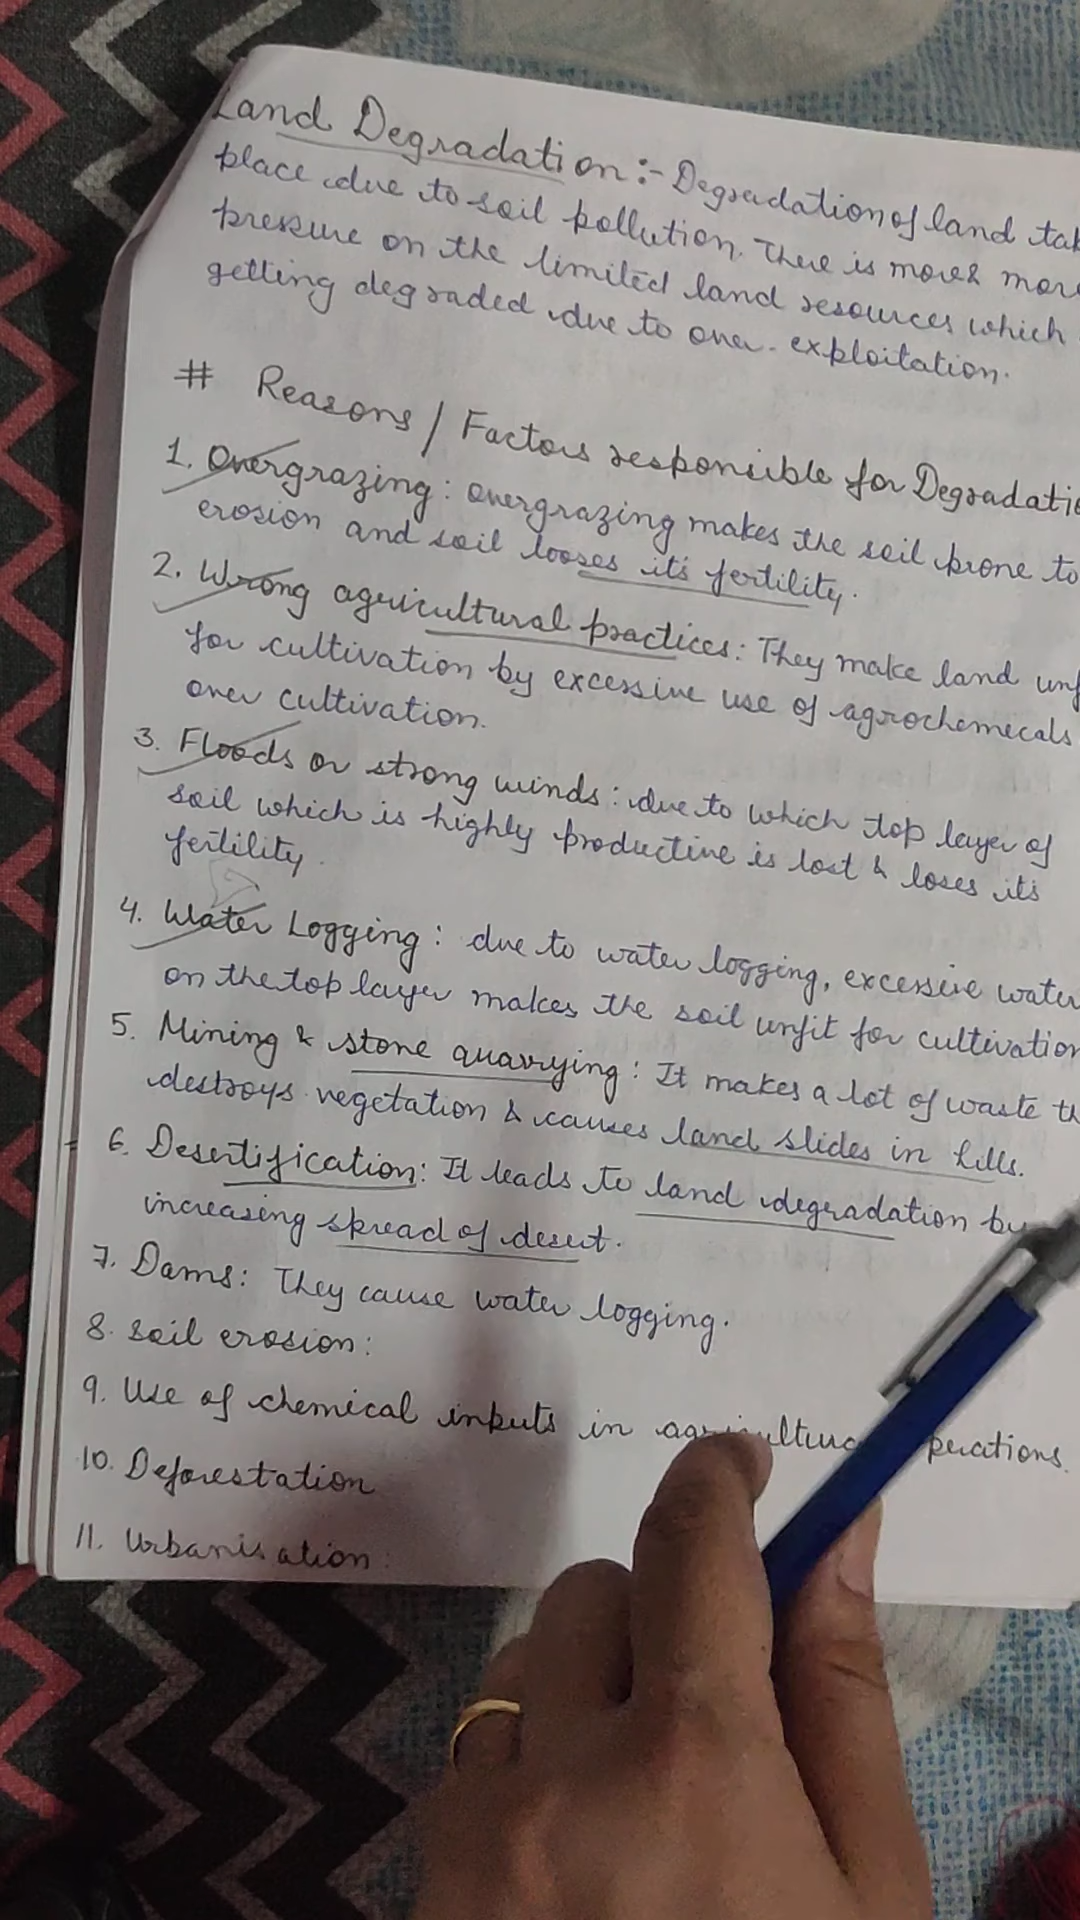 Land Degradation :- Degradation of land
place due to soil pollution. There is more & more
pressure on the limited land resources which
getting degraded due to over-exploitation.
# Reasons / Factors responsible for
1. Overgrazing : overgrazing makes the soil prone to
erosion and soil looses it's fertility.
2. Wrong agricultural practices : They make land
for cultivation by excessive use of agrochemecals
over cultivation.
3. Floods or strong winds : due to which top layer of
soil which is highly productive is lost & loses it's
fertility.
4. Water Logging : due to water logging, excessive water
on the top layer makes the soil unfit for cultivation
5. Mining & stone quarrying : It makes a lot of waste
destroys vegetation & causes land slides in hills.
6. Desertification : It leads to land degradation by
increasing spread of desert.
7. Dams : They cause water logging.
8. Soil erosion :
9. Use of chemical inputs in
10. Deforestation
11. Urbanisation :